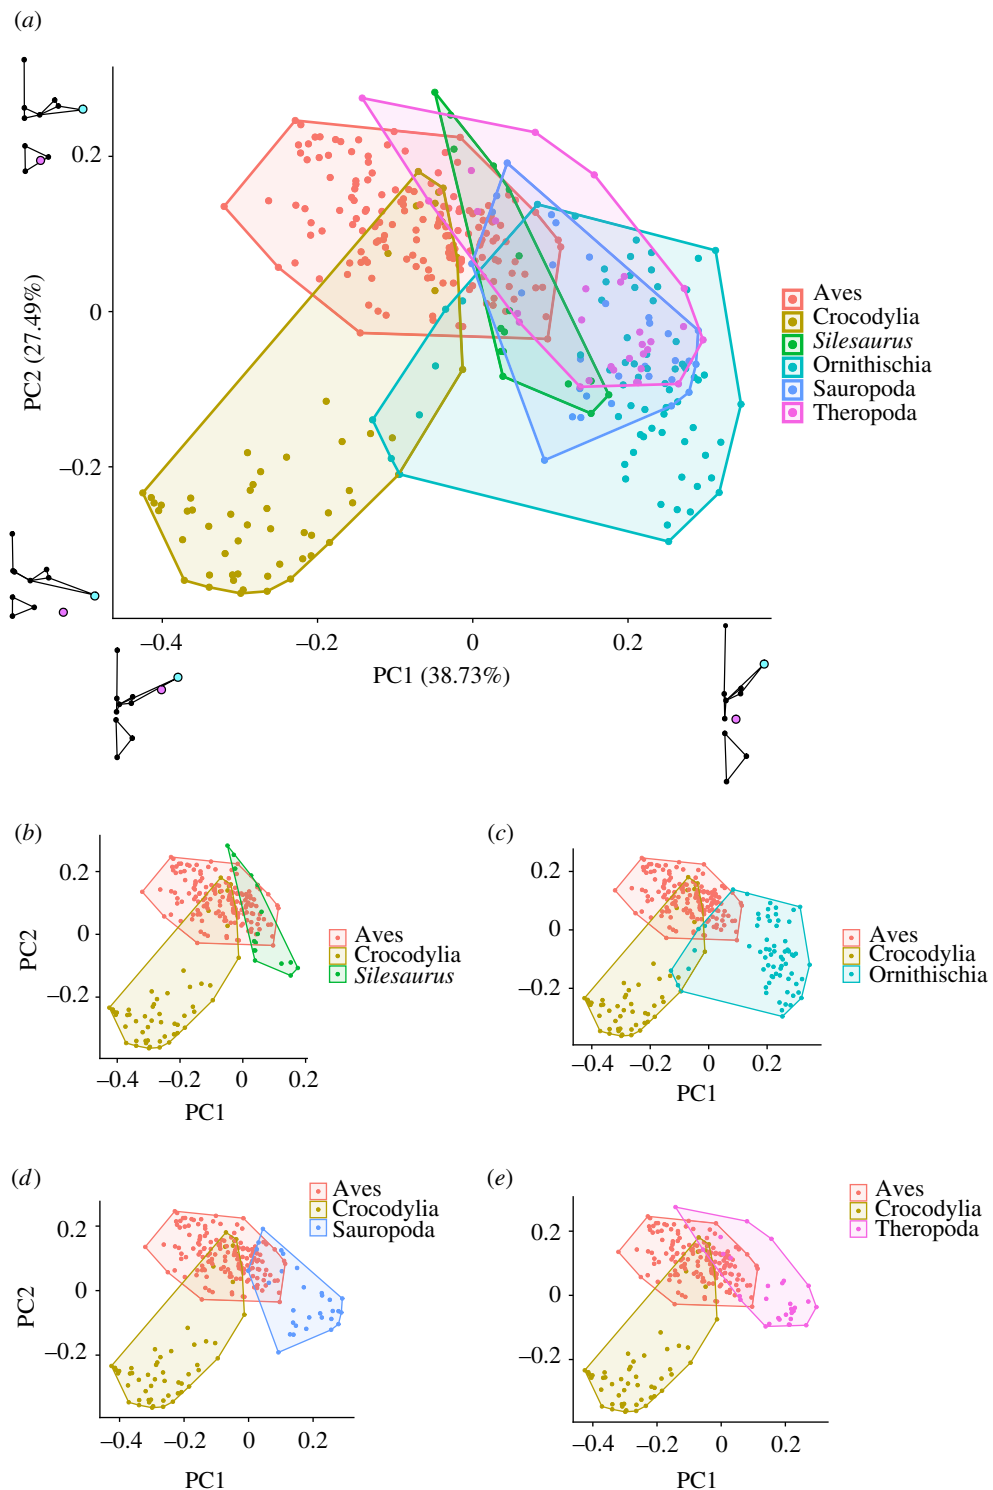 (a)
0.2
0
–0.2
PC2 (27.49%)
–0.4
–0.2
0
0.2
PC1 (38.73%)
Aves
Crocodylia
Silesaurus
Ornithischia
Sauropoda
Theropoda
(b)
0.2
0
–0.2
PC2
–0.4
–0.2
0
0.2
PC1
Aves
Crocodylia
Silesaurus
(c)
0.2
0
–0.2
–0.4
–0.2
0
0.2
PC1
Aves
Crocodylia
Ornithischia
(d)
0.2
0
–0.2
PC2
–0.4
–0.2
0
0.2
PC1
Aves
Crocodylia
Sauropoda
(e)
0.2
0
–0.2
–0.4
–0.2
0
0.2
PC1
Aves
Crocodylia
Theropoda